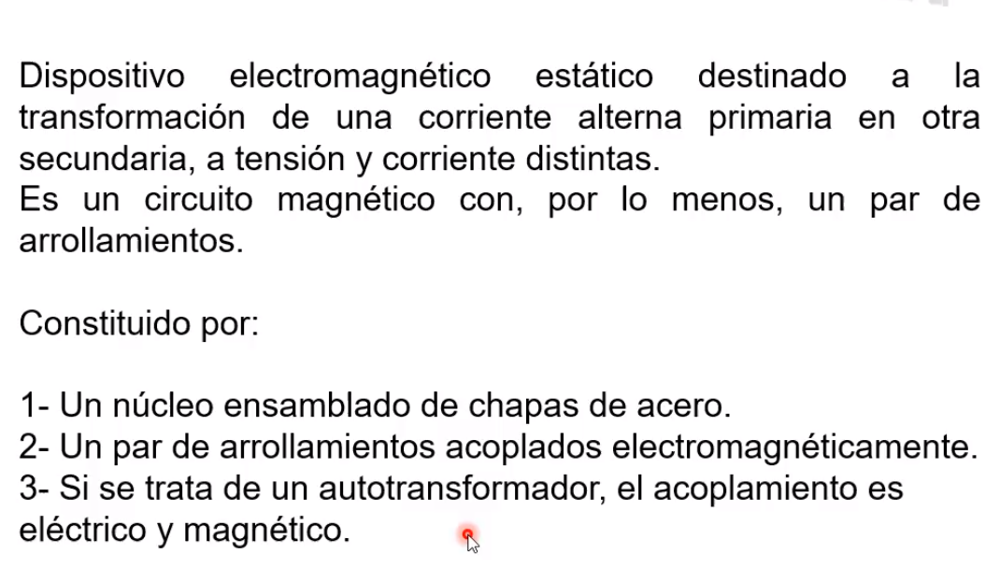 Dispositivo electromagnético estático destinado a la
transformación de una corriente alterna primaria en otra
secundaria, a tensión y corriente distintas.
Es un circuito magnético con, por lo menos, un par de
arrollamientos.
Constituido por:
1- Un núcleo ensamblado de chapas de acero.
2- Un par de arrollamientos acoplados electromagnéticamente.
3- Si se trata de un autotransformador, el acoplamiento es
eléctrico y magnético.